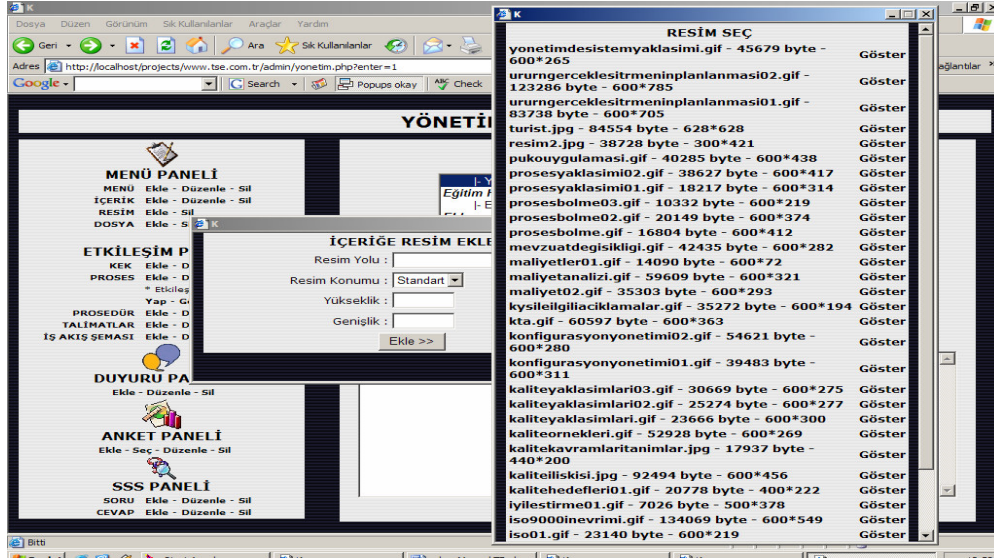 K
Dosya Düzen Görünüm Sık Kullanılanlar Araçlar Yardım
Geri Ara Sık Kullanılanlar
Adres http://localhost/projects/www.tse.com.tr/admin/yonetim.php?enter=1
ağlantılar
Google Search Popups okay Check
YÖNETİ
MENÜ PANELİ
MENÜ Ekle - Düzenle - Sil
İÇERİK Ekle - Düzenle - Sil
RESİM Ekle - Sil
DOSYA Ekle - S
ETKİLEŞİM P
KEK Ekle - D
PROSES Ekle - D
* Etkileş
Yap - G
PROSEDÜR Ekle - D
TALİMATLAR Ekle - D
İŞ AKIŞ ŞEMASI Ekle - D
DUYURU PA
Ekle - Düzenle - Sil
ANKET PANELİ
Ekle - Seç - Düzenle - Sil
SSS PANELİ
SORU Ekle - Düzenle - Sil
CEVAP Ekle - Düzenle - Sil
|- Y
Eğitim H
|- E
K
İÇERİĞE RESİM EKLE
Resim Yolu :
Resim Konumu : Standart
Yükseklik :
Genişlik :
Ekle >>
K
RESİM SEÇ
yonetimdesistemyaklasimi.gif - 45679 byte -
600*265 Göster
ururngerceklesitrmeninplanlanmasi02.gif -
123286 byte - 600*785 Göster
ururngerceklesitrmeninplanlanmasi01.gif -
83738 byte - 600*705 Göster
turist.jpg - 84554 byte - 628*628 Göster
resim2.jpg - 38728 byte - 300*421 Göster
pukouygulamasi.gif - 40285 byte - 600*438 Göster
prosesyaklasimi02.gif - 38627 byte - 600*417 Göster
prosesyaklasimi01.gif - 18217 byte - 600*314 Göster
prosesbolme03.gif - 10332 byte - 600*219 Göster
prosesbolme02.gif - 20149 byte - 600*374 Göster
prosesbolme.gif - 16804 byte - 600*412 Göster
mevzuatdegisikligi.gif - 42435 byte - 600*282 Göster
maliyetler01.gif - 14090 byte - 600*72 Göster
maliyetanalizi.gif - 59609 byte - 600*321 Göster
maliyet02.gif - 35303 byte - 600*293 Göster
kysileilgiliaciklamalar.gif - 35272 byte - 600*194 Göster
kta.gif - 60597 byte - 600*363 Göster
konfigurasyonyonetimi02.gif - 54621 byte -
600*280 Göster
konfigurasyonyonetimi01.gif - 39483 byte -
600*311 Göster
kaliteyaklasimlari03.gif - 30669 byte - 600*275 Göster
kaliteyaklasimlari02.gif - 25274 byte - 600*277 Göster
kaliteyaklasimlari.gif - 23666 byte - 600*300 Göster
kaliteornekleri.gif - 52928 byte - 600*269 Göster
kalitekavramlaritanimlar.jpg - 17937 byte -
440*200 Göster
kaliteiliskisi.jpg - 92494 byte - 600*456 Göster
kalitehedefleri01.gif - 20778 byte - 400*222 Göster
iyilestirme01.gif - 7026 byte - 500*378 Göster
iso9000inevrimi.gif - 134069 byte - 600*549 Göster
iso01.gif - 23140 byte - 600*219 Göster
Bitti